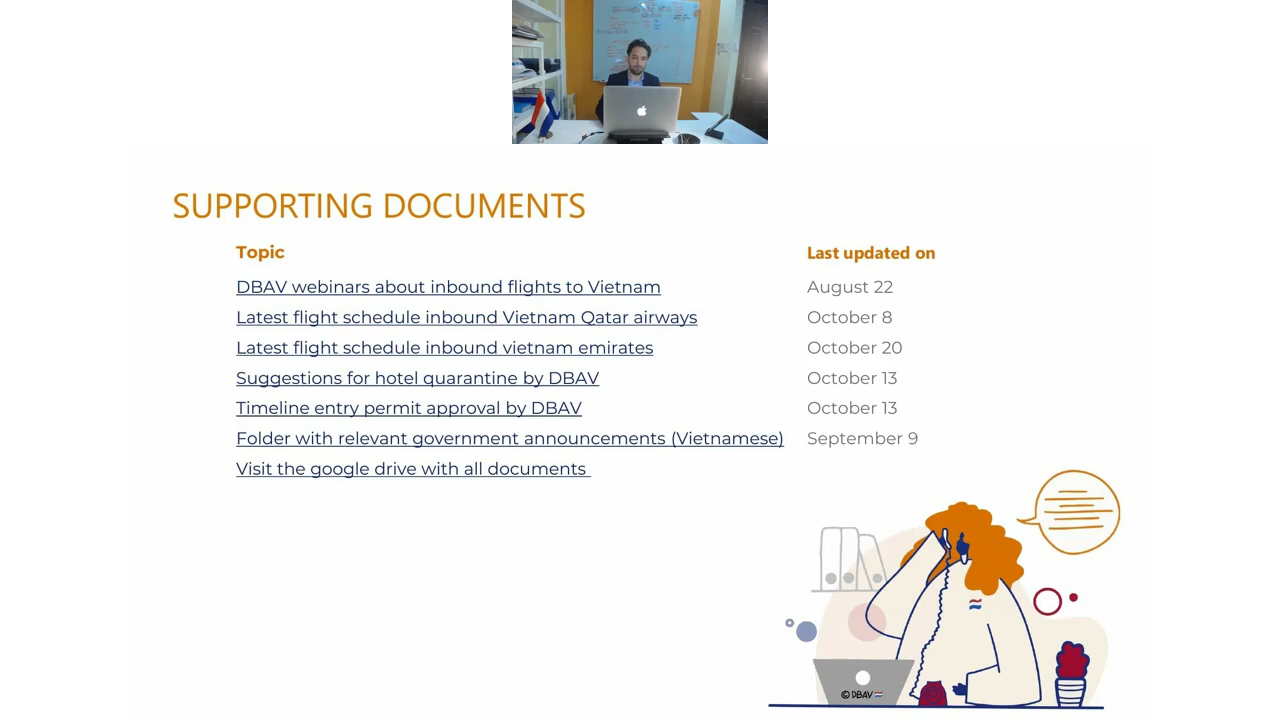 SUPPORTING DOCUMENTS
Topic Last updated on
DBAV webinars about inbound flights to Vietnam August 22
Latest flight schedule inbound Vietnam Qatar airways October 8
Latest flight schedule inbound vietnam emirates October 20
Suggestions for hotel quarantine by DBAV October 13
Timeline entry permit approval by DBAV October 13
Folder with relevant government announcements (Vietnamese) September 9
Visit the google drive with all documents
© DBAV